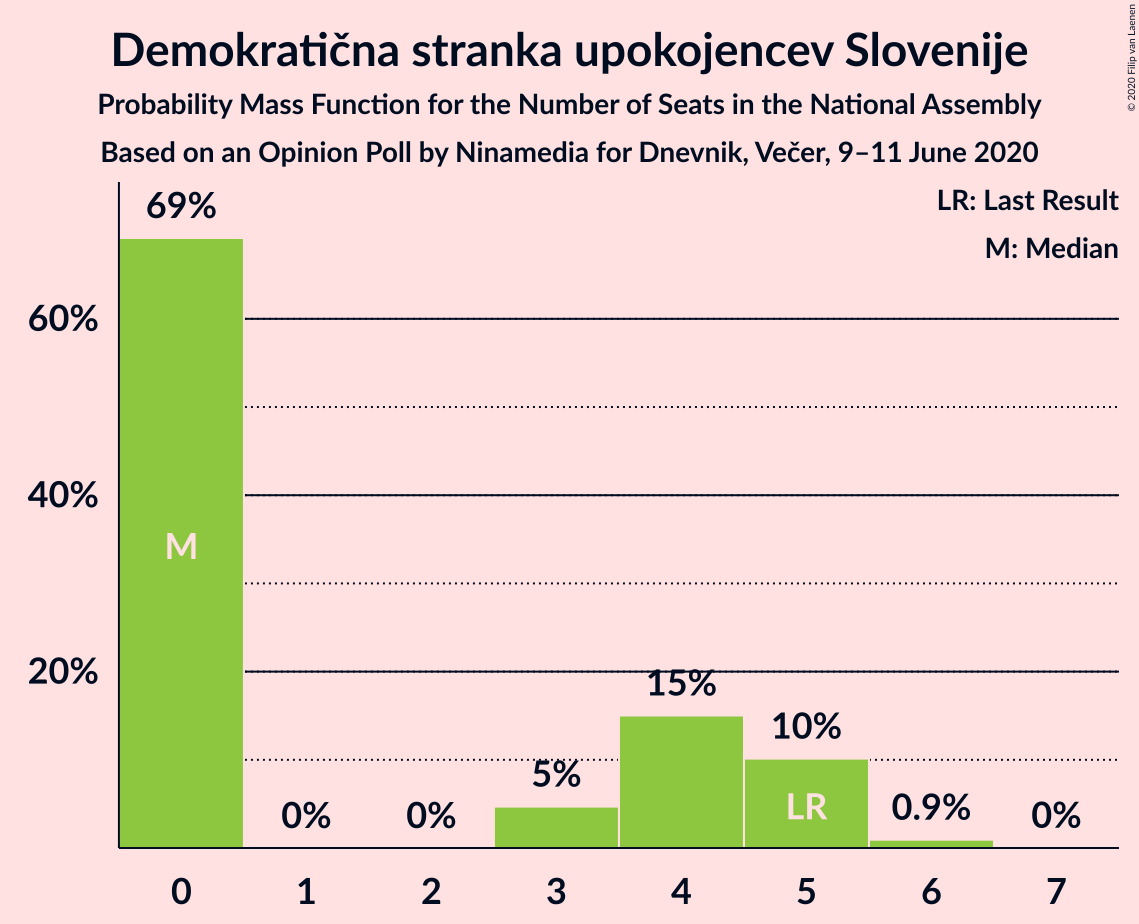 Demokratična stranka upokojencev Slovenije
Probability Mass Function for the Number of Seats in the National Assembly
Based on an Opinion Poll by Ninamedia for Dnevnik, Večer, 9–11 June 2020
© 2020 Filip van Laenen
LR: Last Result
M: Median
69%
60%
40%
20%
M
0%
0%
5%
15%
10%
LR
0.9%
0%
0 1 2 3 4 5 6 7